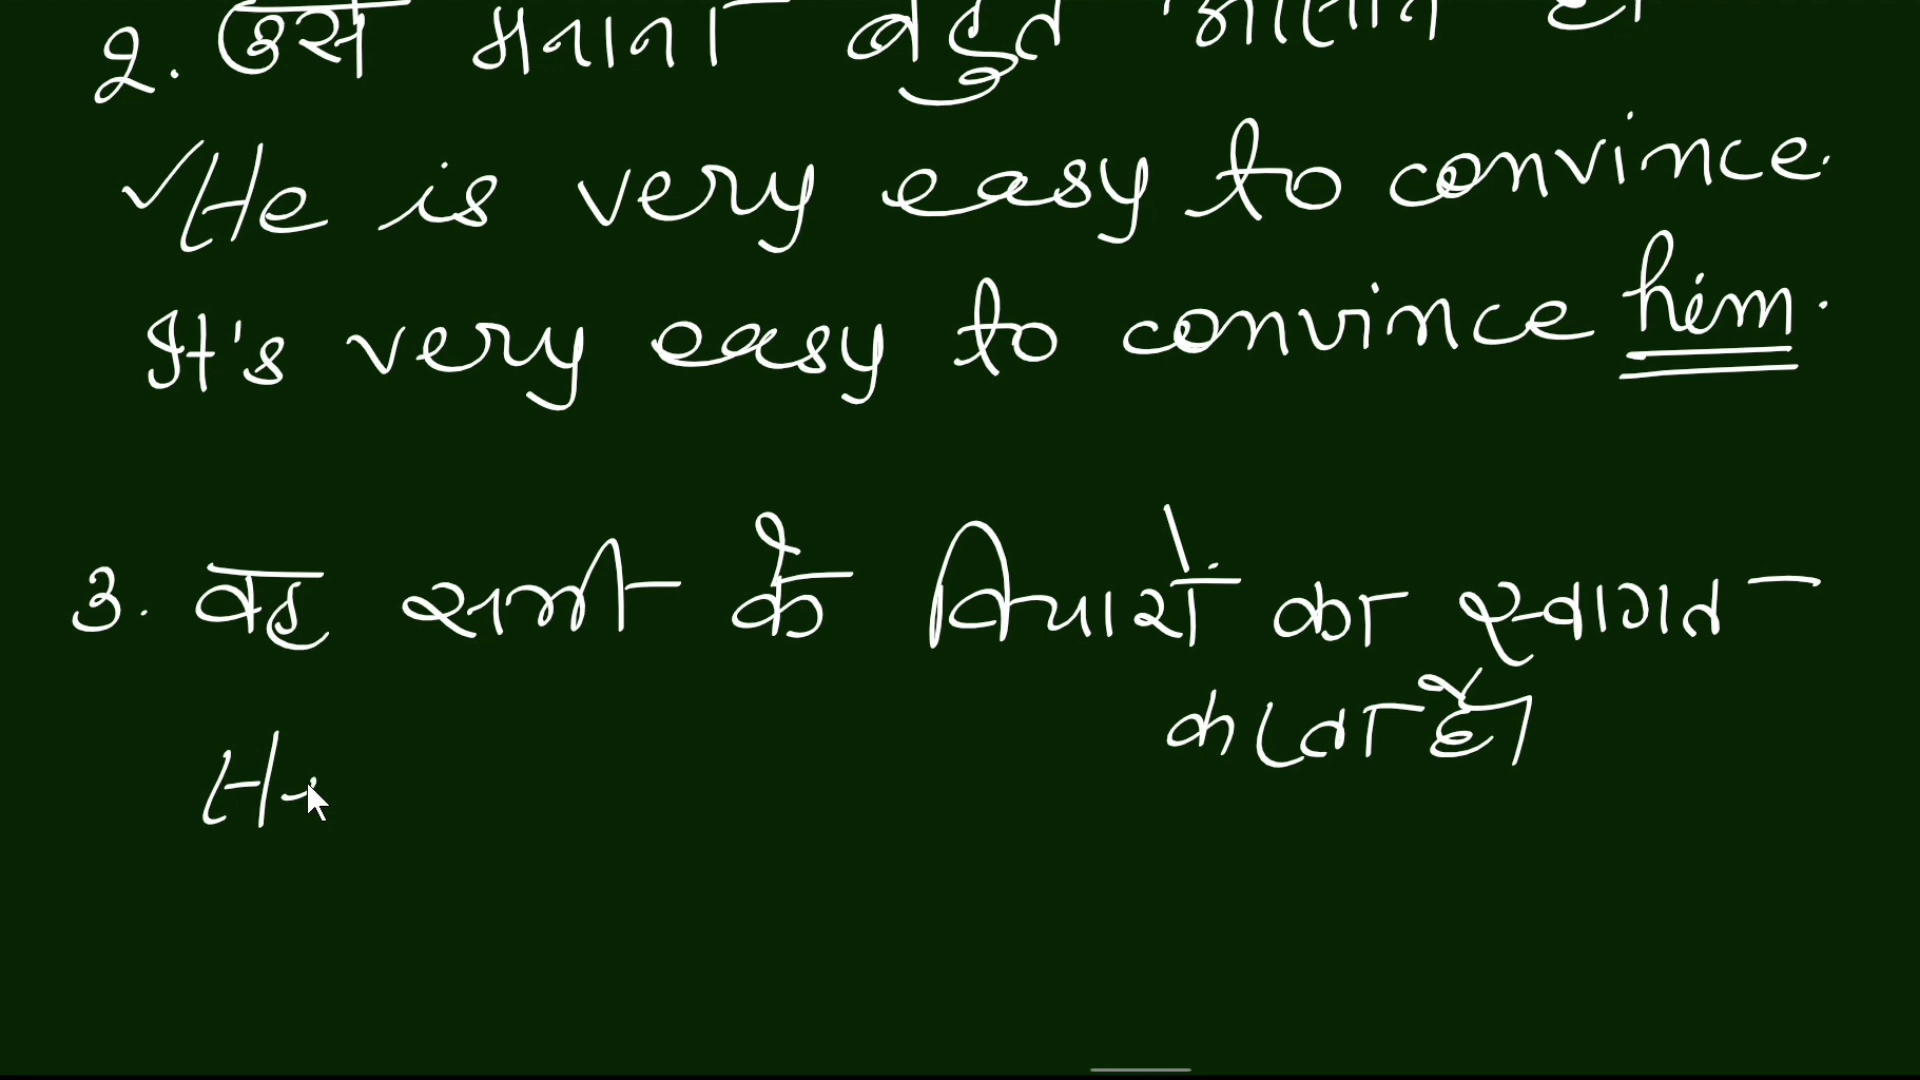 2. उसे मनाना बहुत आसान है।
He is very easy to convince.
It's very easy to convince him.
3. वह सभी के विचारों का स्वागत
करता है।
H